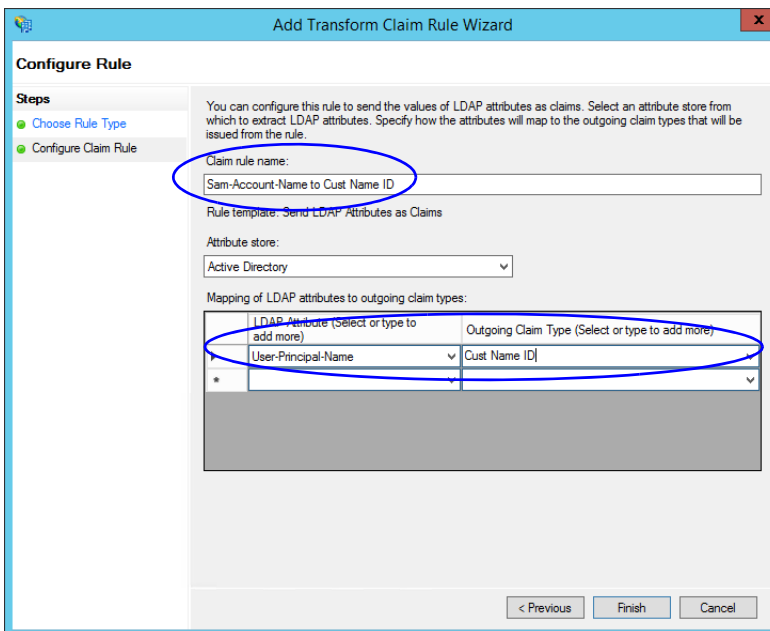 Add Transform Claim Rule Wizard
x
Configure Rule
Steps
Choose Rule Type
Configure Claim Rule
You can configure this rule to send the values of LDAP attributes as claims. Select an attribute store from
which to extract LDAP attributes. Specify how the attributes will map to the outgoing claim types that will be
issued from the rule.
Claim rule name:
Sam-Account-Name to Cust Name ID
Rule template: Send LDAP Attributes as Claims
Attribute store:
Active Directory
Mapping of LDAP attributes to outgoing claim types:
LDAP Attribute (Select or type to
add more)
Outgoing Claim Type (Select or type to add more)
User-Principal-Name
Cust Name ID
*
< Previous
Finish
Cancel